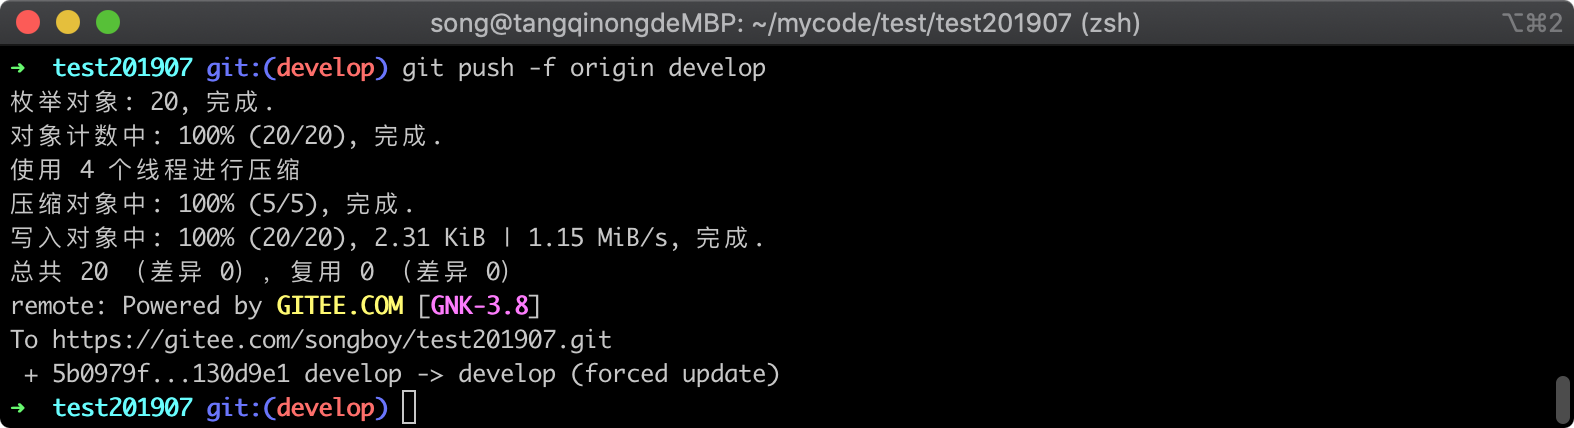 song@tangqinongdeMBP: ~/mycode/test/test201907 (zsh) ⌥⌘2
➜ test201907 git:(develop) git push -f origin develop
枚举对象: 20, 完成.
对象计数中: 100% (20/20), 完成.
使用 4 个线程进行压缩
压缩对象中: 100% (5/5), 完成.
写入对象中: 100% (20/20), 2.31 KiB | 1.15 MiB/s, 完成.
总共 20 （差异 0），复用 0 （差异 0）
remote: Powered by GITEE.COM [GNK-3.8]
To https://gitee.com/songboy/test201907.git
+ 5b0979f...130d9e1 develop -> develop (forced update)
➜ test201907 git:(develop)